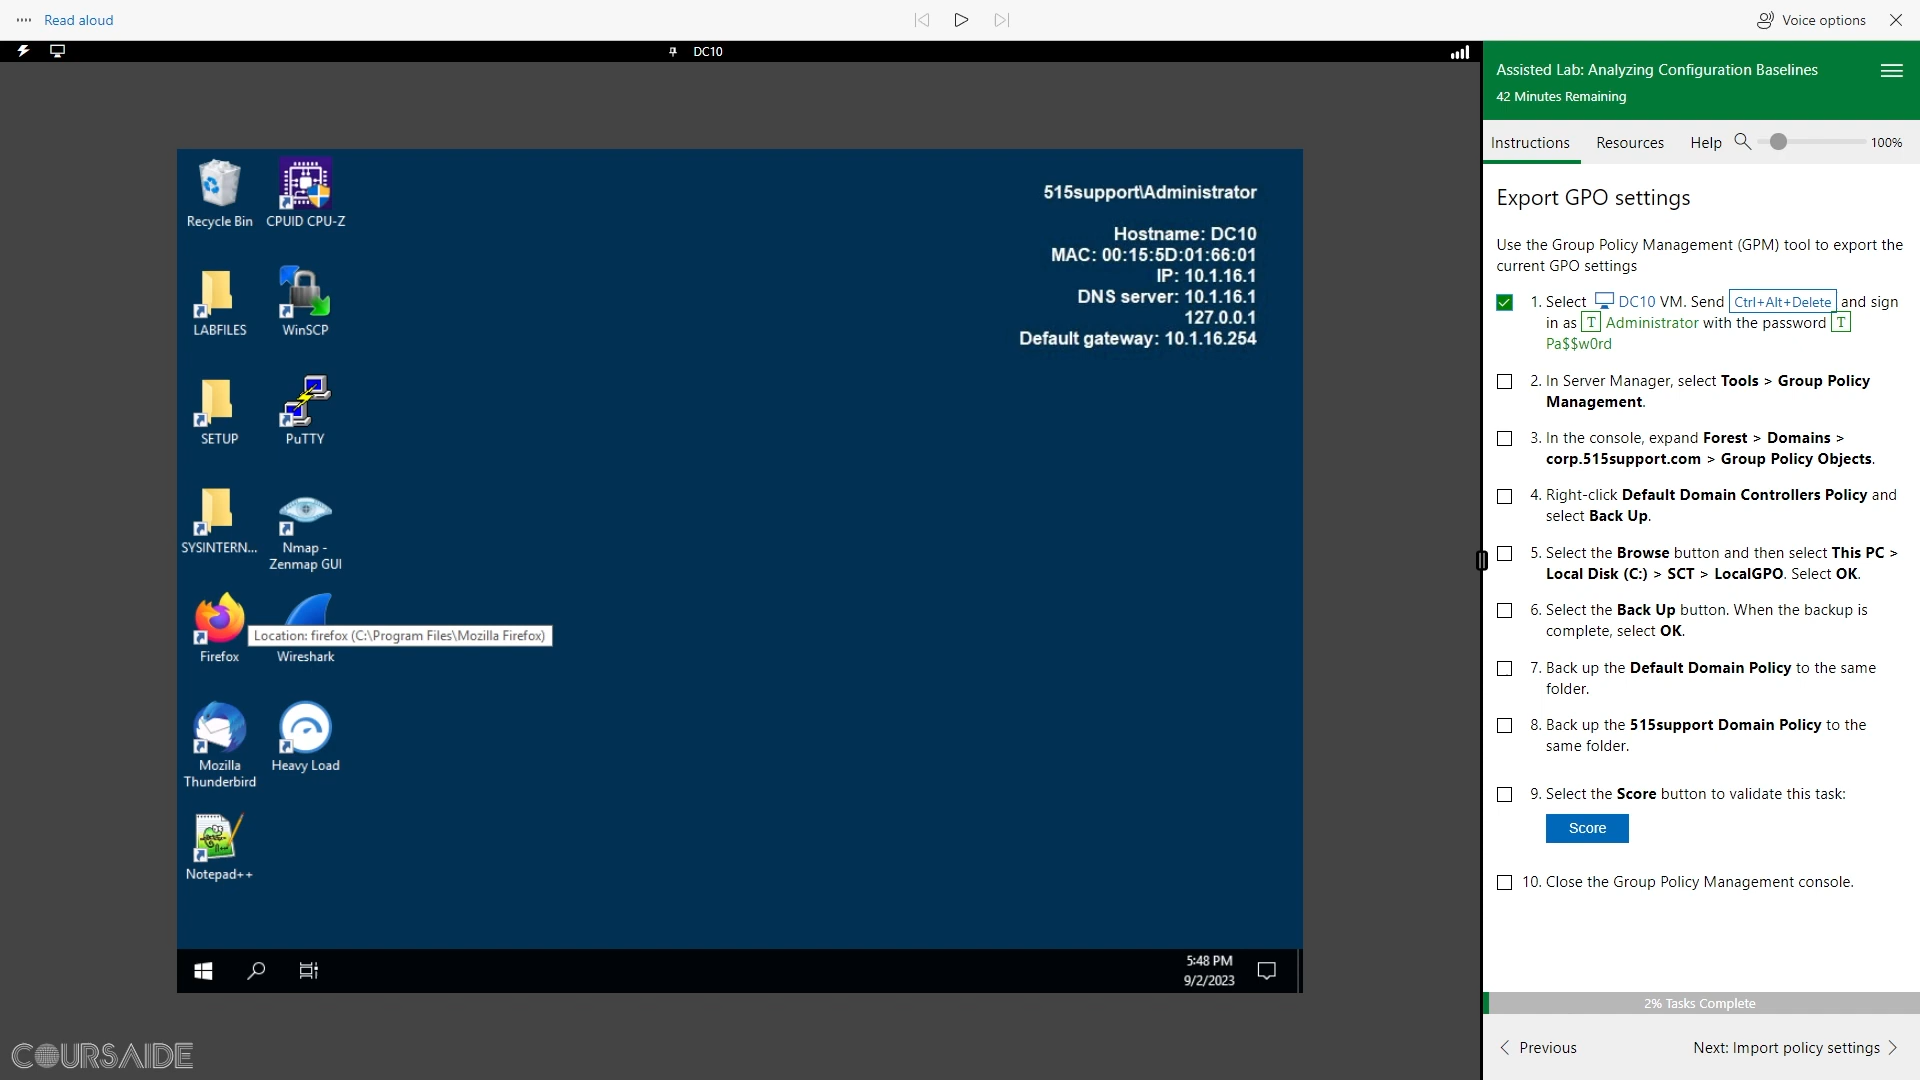 Read aloud
Voice options
DC10
515support\Administrator
Hostname: DC10
MAC: 00:15:5D:01:66:01
IP: 10.1.16.1
DNS server: 10.1.16.1
127.0.0.1
Default gateway: 10.1.16.254
Recycle Bin
CPUID CPU-Z
LABFILES
WinSCP
SETUP
PuTTY
SYSINTERN...
Nmap -
Zenmap GUI
Location: firefox (C:\Program Files\Mozilla Firefox)
Firefox
Wireshark
Mozilla
Thunderbird
Heavy Load
Notepad++
5:48 PM
9/2/2023
COURSAIDE
Assisted Lab: Analyzing Configuration Baselines
42 Minutes Remaining
Instructions
Resources
Help
100%
Export GPO settings
Use the Group Policy Management (GPM) tool to export the
current GPO settings
1. Select DC10 VM. Send Ctrl+Alt+Delete and sign
in as T Administrator with the password T
Pa$$w0rd
2. In Server Manager, select Tools > Group Policy
Management.
3. In the console, expand Forest > Domains >
corp.515support.com > Group Policy Objects.
4. Right-click Default Domain Controllers Policy and
select Back Up.
5. Select the Browse button and then select This PC >
Local Disk (C:) > SCT > LocalGPO. Select OK.
6. Select the Back Up button. When the backup is
complete, select OK.
7. Back up the Default Domain Policy to the same
folder.
8. Back up the 515support Domain Policy to the
same folder.
9. Select the Score button to validate this task:
Score
10. Close the Group Policy Management console.
2% Tasks Complete
Previous
Next: Import policy settings